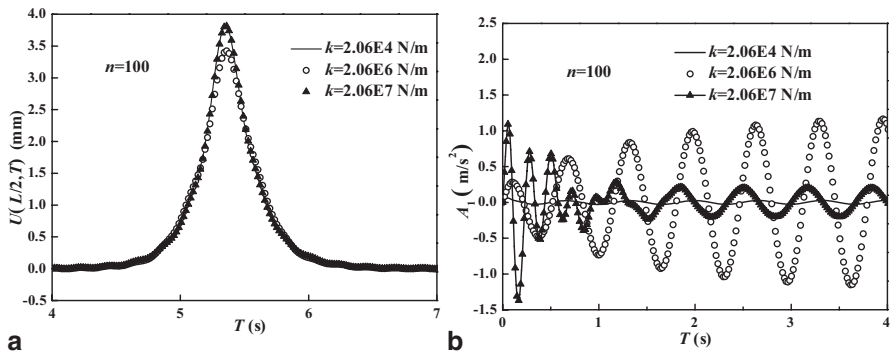 4.0
3.5
3.0
2.5
2.0
1.5
1.0
0.5
0.0
-0.5
U(L/2,T) (mm)
n=100
k=2.06E4 N/m
k=2.06E6 N/m
k=2.06E7 N/m
4 5 6 7
T (s)
a
2.5
2.0
1.5
1.0
0.5
0.0
-0.5
-1.0
-1.5
A₁ ( m/s²)
n=100
k=2.06E4 N/m
k=2.06E6 N/m
k=2.06E7 N/m
0 1 2 3 4
T (s)
b